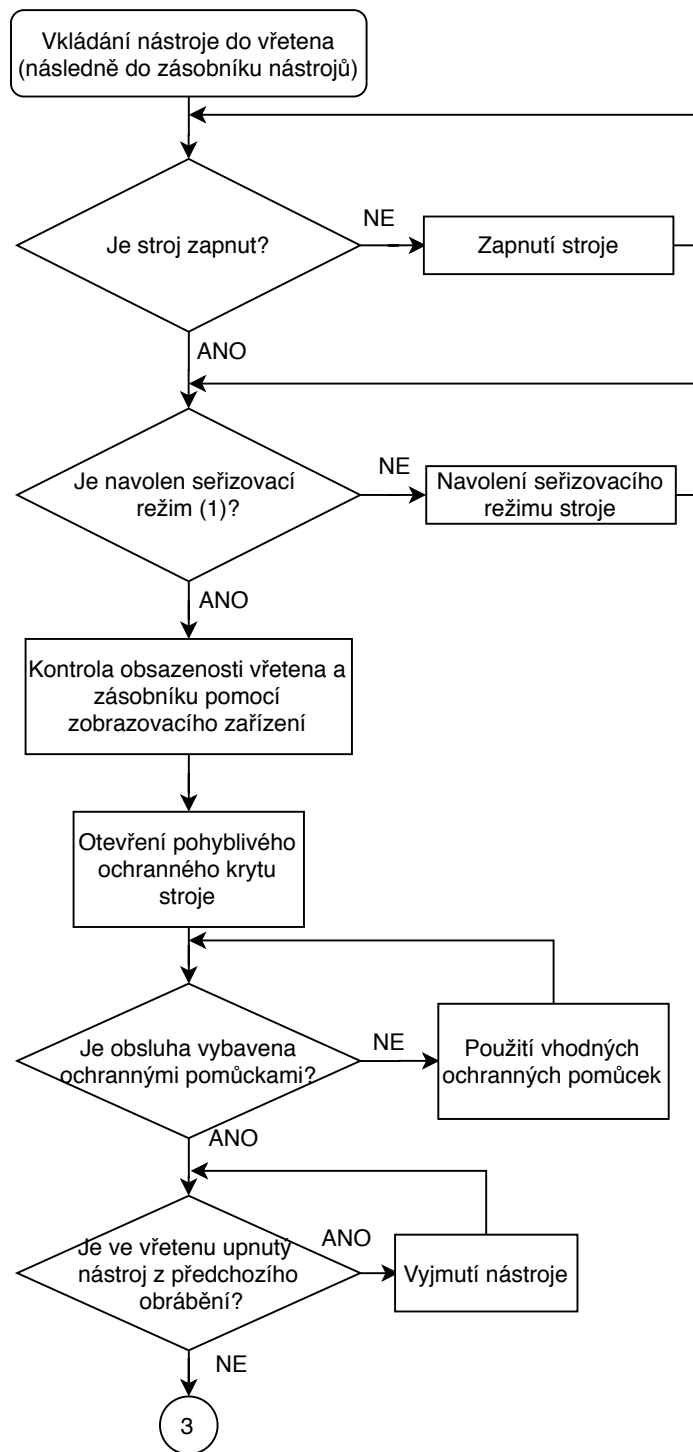 Vkládání nástroje do vřetena
(následně do zásobníku nástrojů)
Je stroj zapnut?
NE
Zapnutí stroje
ANO
Je navolen seřizovací
režim (1)?
NE
Navolení seřizovacího
režimu stroje
ANO
Kontrola obsazenosti vřetena a
zásobníku pomocí
zobrazovacího zařízení
Otevření pohyblivého
ochranného krytu
stroje
Je obsluha vybavena
ochrannými pomůckami?
NE
Použití vhodných
ochranných pomůcek
ANO
Je ve vřetenu upnutý
nástroj z předchozího
obrábění?
ANO
Vyjmutí nástroje
NE
3